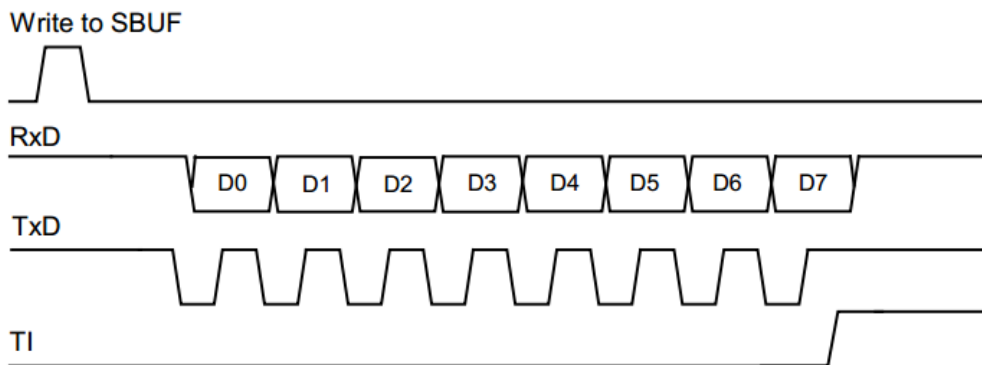 Write to SBUF
RxD
D0 D1 D2 D3 D4 D5 D6 D7
TxD
TI